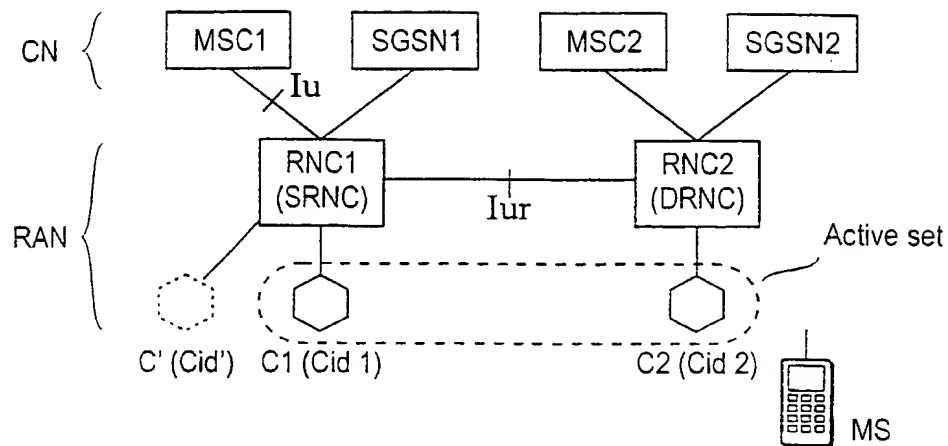 CN
MSC1
SGSN1
MSC2
SGSN2
Iu
RAN
RNC1
(SRNC)
RNC2
(DRNC)
Iur
Active set
C' (Cid')
C1 (Cid 1)
C2 (Cid 2)
MS